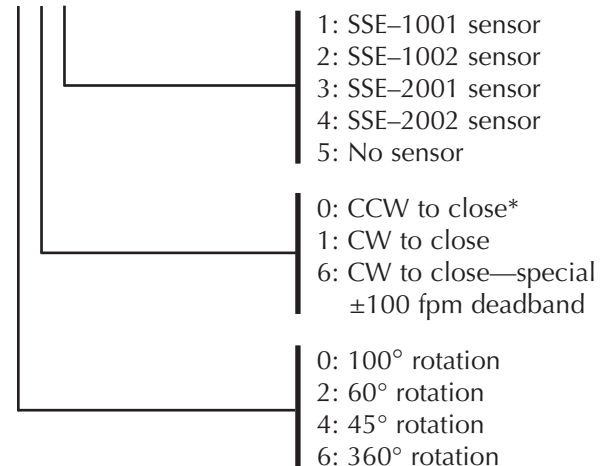 1: SSE–1001 sensor
2: SSE–1002 sensor
3: SSE–2001 sensor
4: SSE–2002 sensor
5: No sensor
0: CCW to close*
1: CW to close
6: CW to close—special
±100 fpm deadband
0: 100° rotation
2: 60° rotation
4: 45° rotation
6: 360° rotation